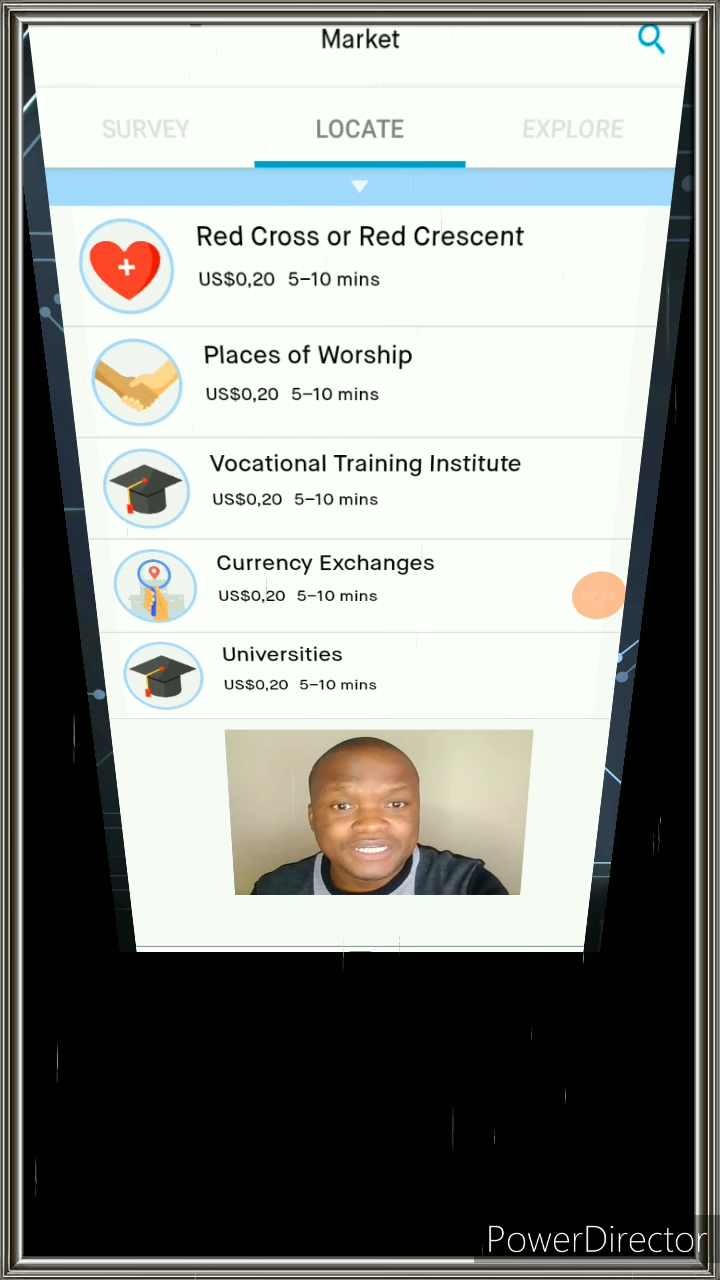 Market
SURVEY LOCATE EXPLORE
Red Cross or Red Crescent
US$0,20 5–10 mins
Places of Worship
US$0,20 5–10 mins
Vocational Training Institute
US$0,20 5–10 mins
Currency Exchanges
US$0,20 5–10 mins
Universities
US$0,20 5–10 mins
PowerDirector